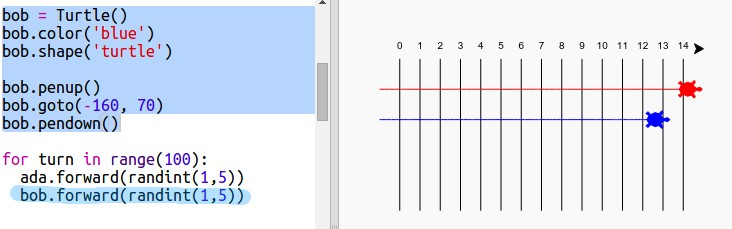 bob = Turtle()
bob.color('blue')
bob.shape('turtle')
bob.penup()
bob.goto(-160, 70)
bob.pendown()
for turn in range(100):
ada.forward(randint(1,5))
bob.forward(randint(1,5))
0 1 2 3 4 5 6 7 8 9 10 11 12 13 14